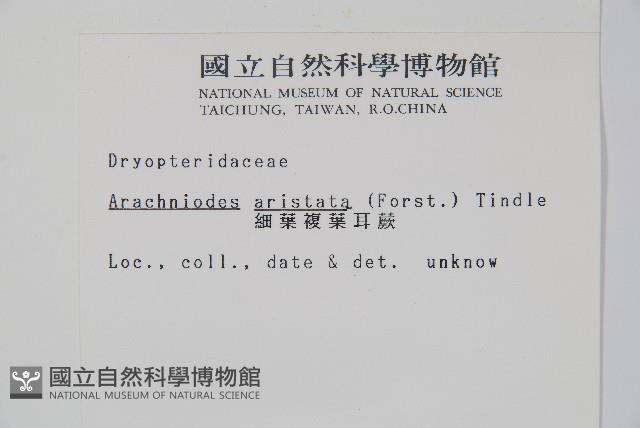 國立自然科學博物館
NATIONAL MUSEUM OF NATURAL SCIENCE
TAICHUNG, TAIWAN, R.O.CHINA
Dryopteridaceae
Arachniodes aristata (Forst.) Tindle
細葉複葉耳蕨
Loc., coll., date & det. unknow
國立自然科學博物館
NATIONAL MUSEUM OF NATURAL SCIENCE